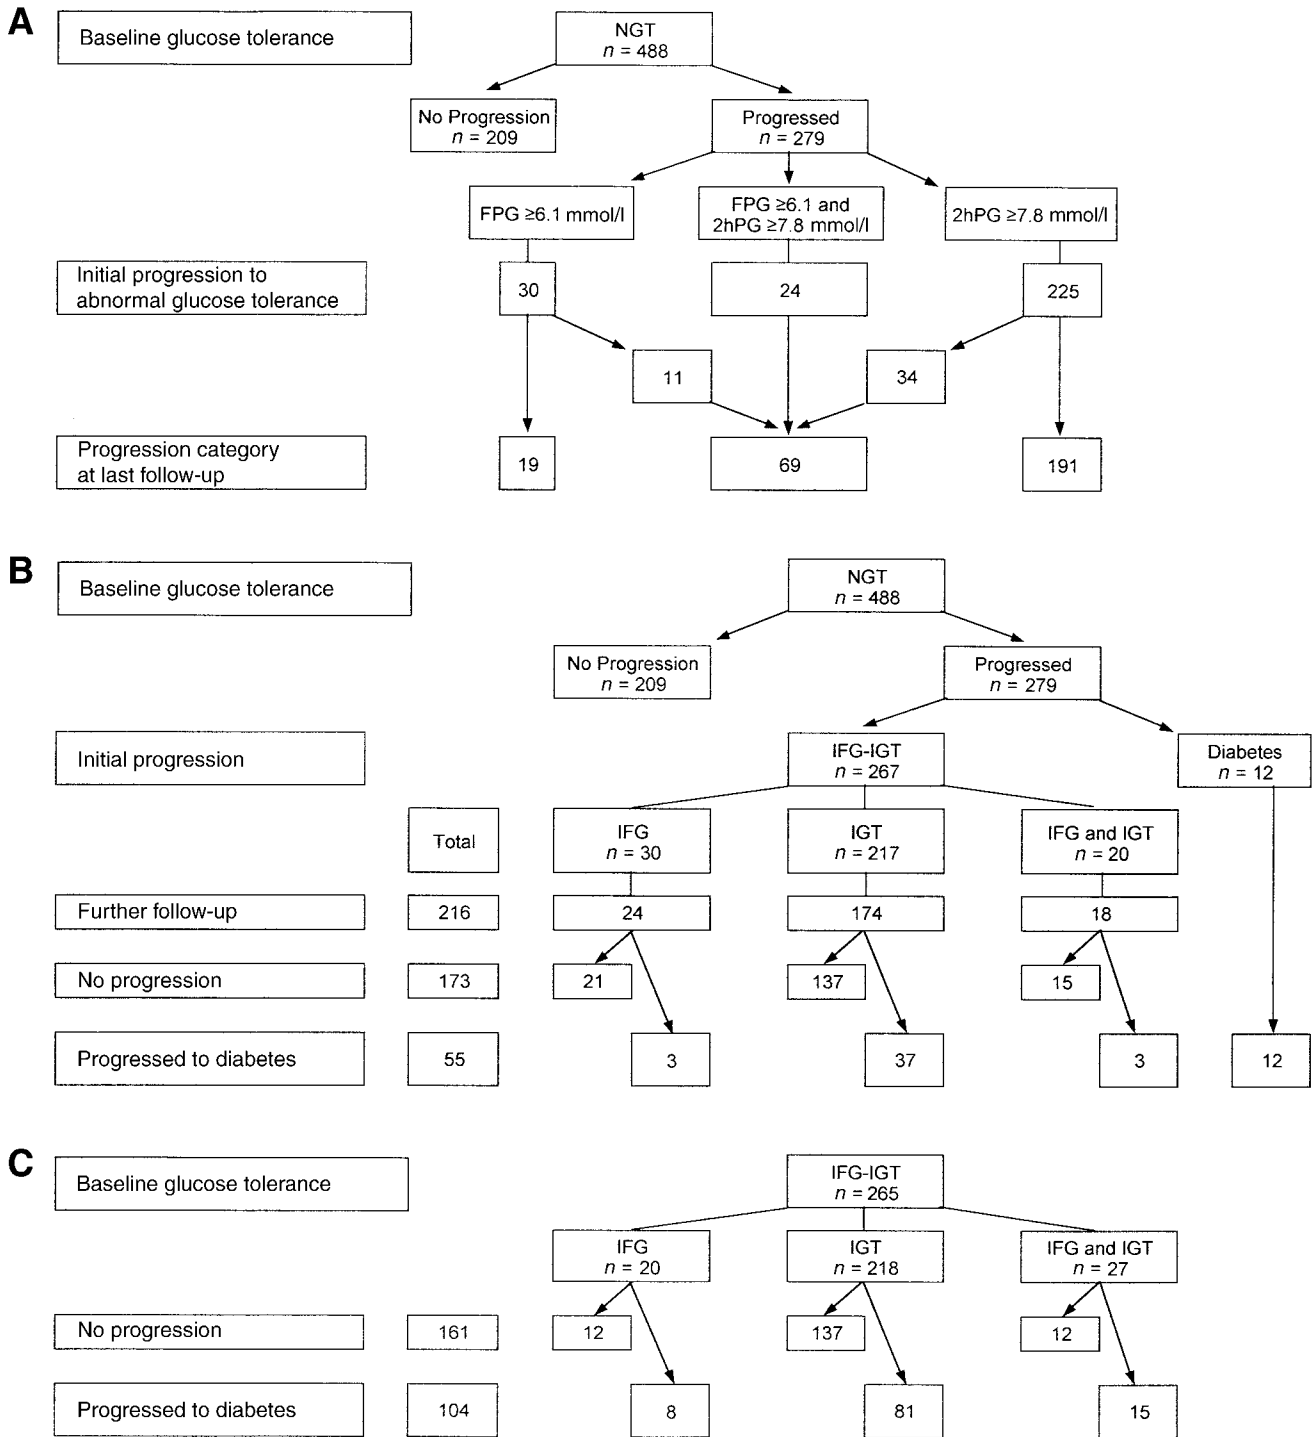 A
Baseline glucose tolerance
NGT
n = 488
No Progression
n = 209
Progressed
n = 279
FPG ≥6.1 mmol/l
FPG ≥6.1 and
2hPG ≥7.8 mmol/l
2hPG ≥7.8 mmol/l
Initial progression to
abnormal glucose tolerance
30
24
225
11
34
Progression category
at last follow-up
19
69
191
B
Baseline glucose tolerance
NGT
n = 488
No Progression
n = 209
Progressed
n = 279
Initial progression
IFG-IGT
n = 267
Diabetes
n = 12
Total
IFG
n = 30
IGT
n = 217
IFG and IGT
n = 20
Further follow-up
216
24
174
18
No progression
173
21
137
15
Progressed to diabetes
55
3
37
3
12
C
Baseline glucose tolerance
IFG-IGT
n = 265
IFG
n = 20
IGT
n = 218
IFG and IGT
n = 27
No progression
161
12
137
12
Progressed to diabetes
104
8
81
15